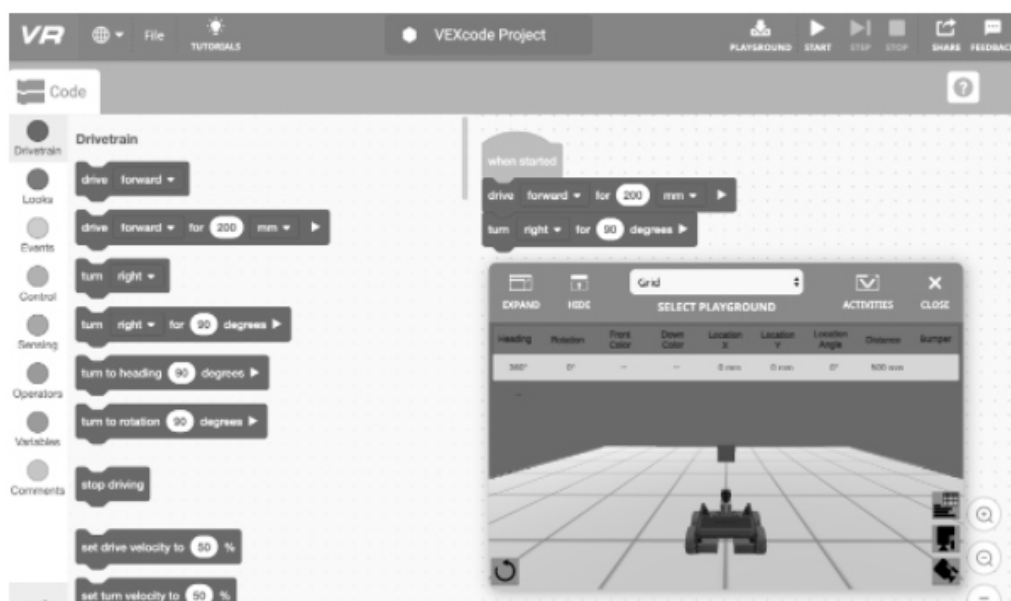 VR File TUTORIALS VEXcode Project PLAYGROUND START STEP STOP SHARE FEEDBACK
Code ?
Drivetrain
Looks
Events
Control
Sensing
Operators
Variables
Comments
Drivetrain
drive forward
drive forward for 200 mm
turn right
turn right for 90 degrees
turn to heading 90 degrees
turn to rotation 90 degrees
stop driving
set drive velocity to 50 %
set turn velocity to 50 %
when started
drive forward for 200 mm
turn right for 90 degrees
EXPAND HIDE Grid SELECT PLAYGROUND ACTIVITIES CLOSE
Heading Rotation Front Color Down Color Location X Location Y Location Angle Distance Bumper
360° 0° -- -- 0 mm 0 mm 0° 500 mm